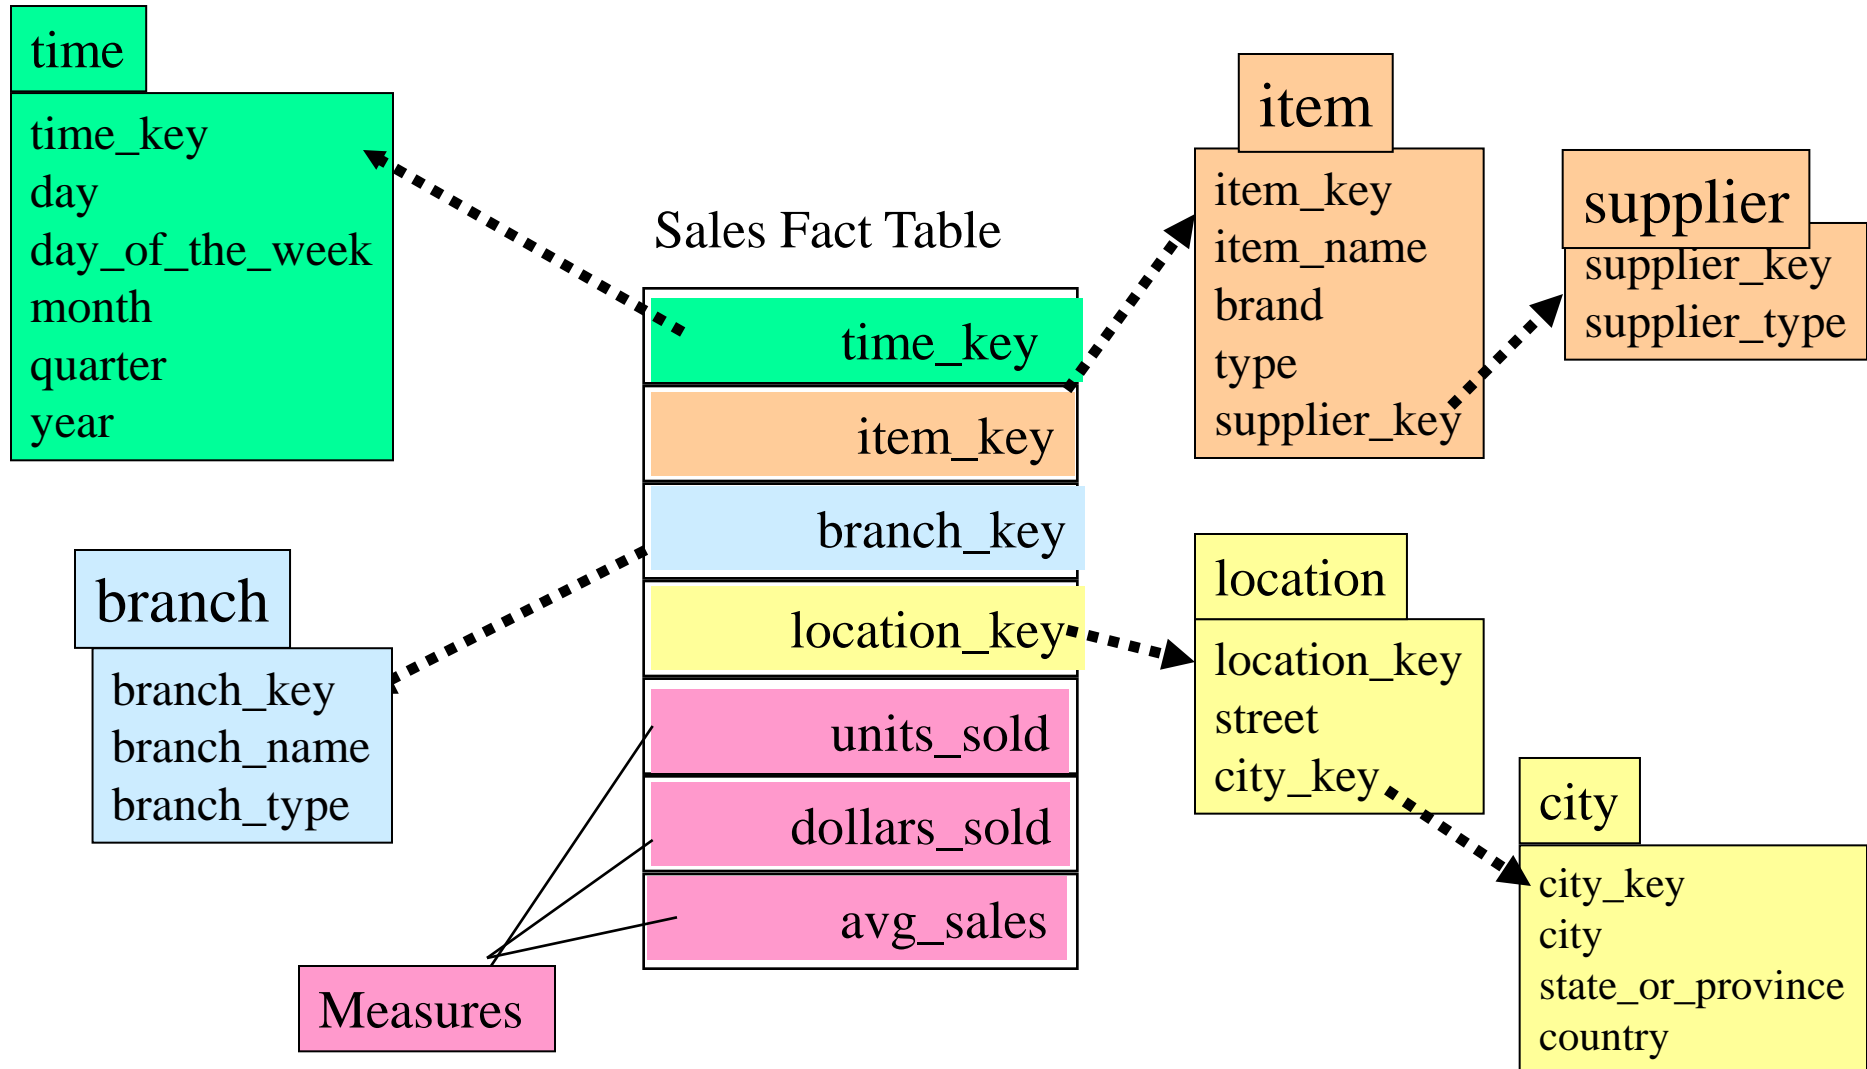 time
time_key
day
day_of_the_week
month
quarter
year
Sales Fact Table
time_key
item_key
branch_key
location_key
units_sold
dollars_sold
avg_sales
item
item_key
item_name
brand
type
supplier_key
supplier
supplier_key
supplier_type
branch
branch_key
branch_name
branch_type
location
location_key
street
city_key
city
city_key
city
state_or_province
country
Measures